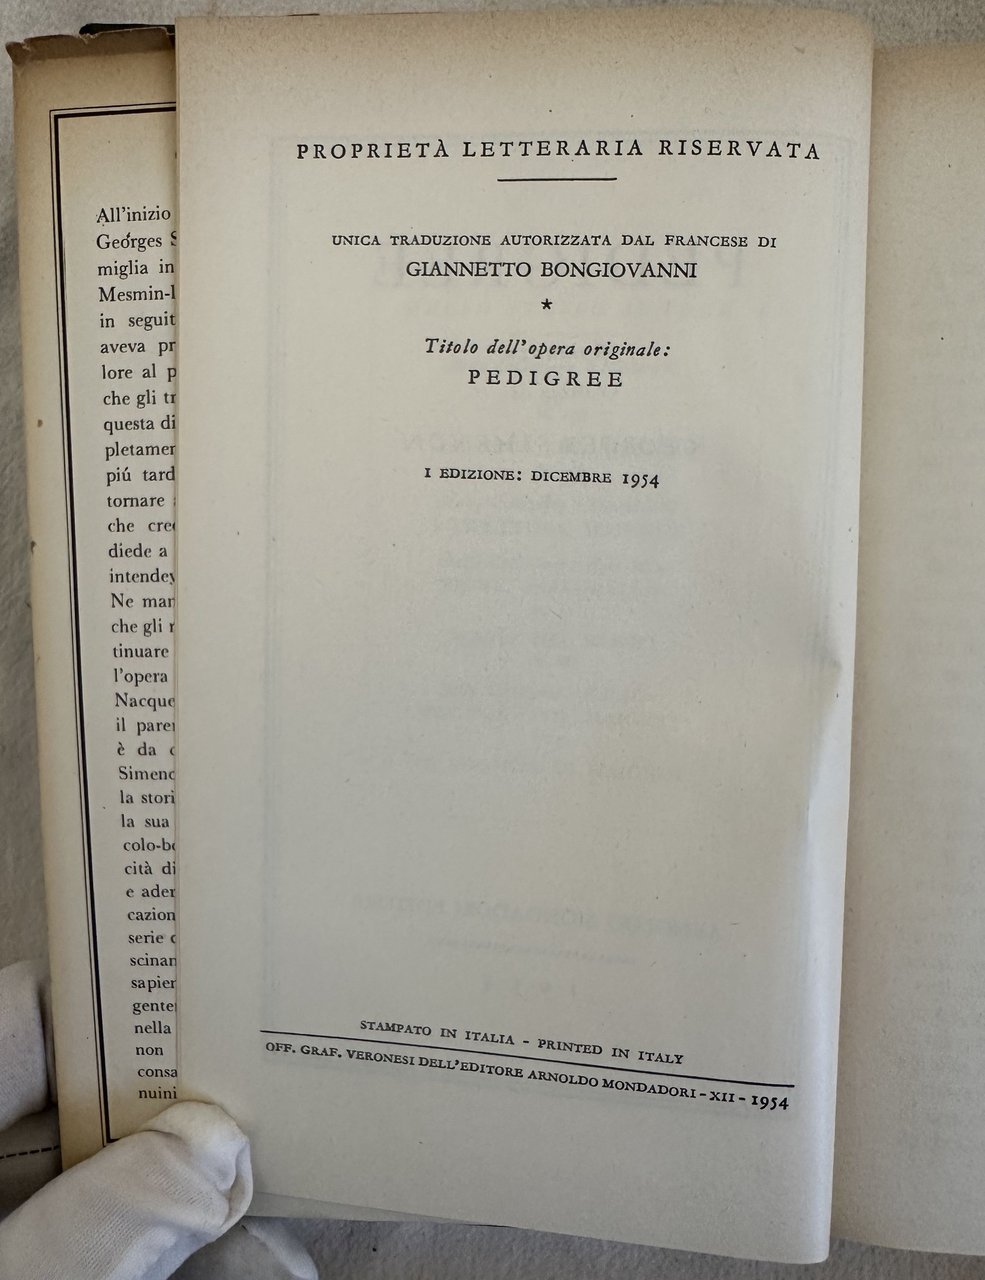 All'inizio
Georges S
miglia in
Mesmin-l
in seguit
aveva pr
lore al p
che gli tr
questa di
pletamen
piú tard
tornare
che cred
diede a
intendev
Ne man
che gli r
tinuare
l'opera
Nacque
il paren
è da c
Simeno
la stori
la sua
colo-bo
cità di
e ader
cazion
serie c
scinan
sapien
gente
nella
non
consa
nuini
PROPRIETÀ LETTERARIA RISERVATA
UNICA TRADUZIONE AUTORIZZATA DAL FRANCESE DI
GIANNETTO BONGIOVANNI
*
Titolo dell'opera originale:
PEDIGREE
I EDIZIONE: DICEMBRE 1954
STAMPATO IN ITALIA - PRINTED IN ITALY
OFF. GRAF. VERONESI DELL'EDITORE ARNOLDO MONDADORI - XII - 1954